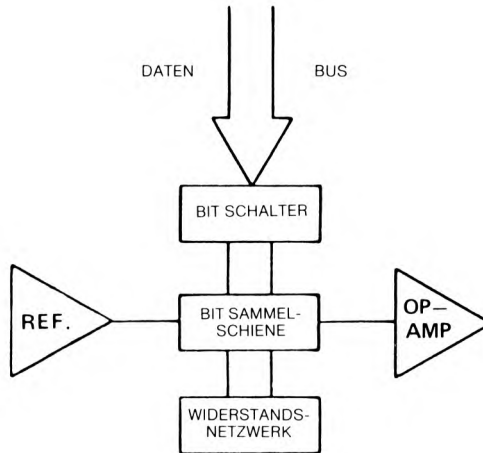 DATEN BUS
BIT SCHALTER
REF.
BIT SAMMEL-
SCHIENE
OP—
AMP
WIDERSTANDS-
NETZWERK